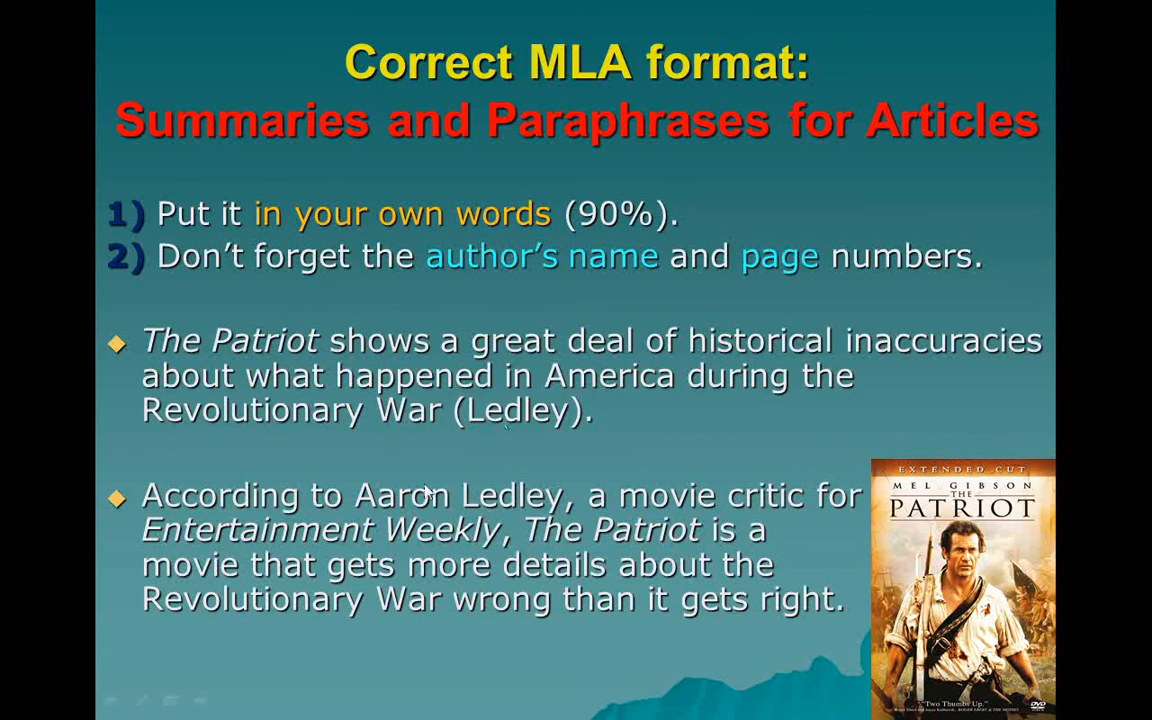 Correct MLA format:
Summaries and Paraphrases for Articles
1) Put it in your own words (90%).
2) Don’t forget the author’s name and page numbers.
The Patriot shows a great deal of historical inaccuracies
about what happened in America during the
Revolutionary War (Ledley).
According to Aaron Ledley, a movie critic for
Entertainment Weekly, The Patriot is a
movie that gets more details about the
Revolutionary War wrong than it gets right.
EXTENDED CUT
MEL GIBSON
THE
PATRIOT
"Two Thumbs Up."
DVD